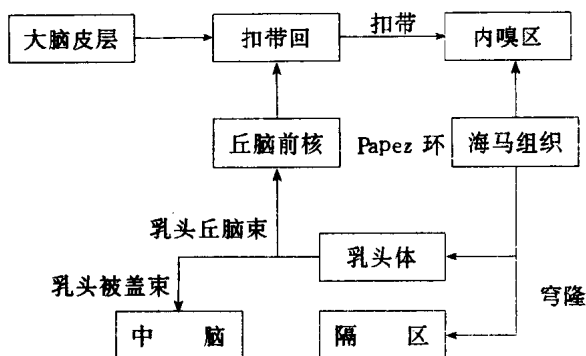 大脑皮层
扣带回
扣带
内嗅区
丘脑前核
Papez 环
海马组织
乳头丘脑束
乳头体
乳头被盖束
穹隆
中 脑
隔 区